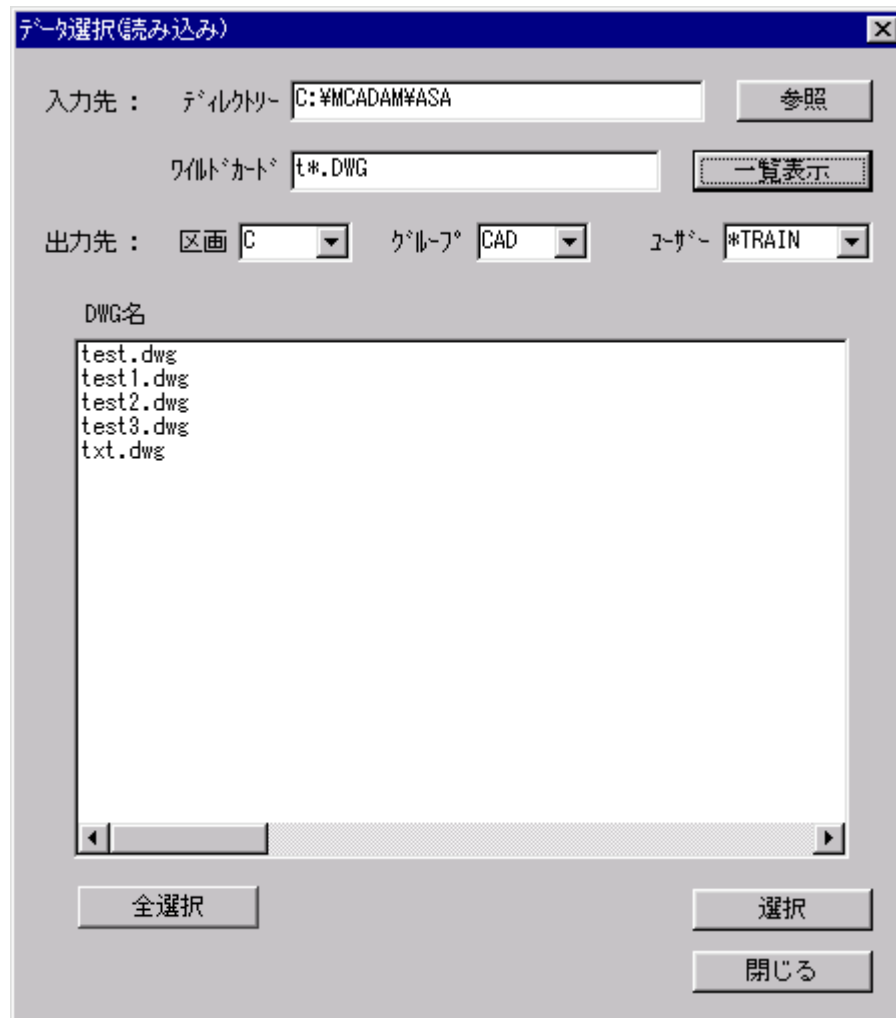 ﾃﾞｰﾀ選択(読み込み)
入力先： ﾃﾞｨﾚｸﾄﾘｰ C:¥MCADAM¥ASA 参照
ﾜｲﾙﾄﾞｶｰﾄﾞ t*.DWG 一覧表示
出力先： 区画 C ｸﾞﾙｰﾌﾟ CAD ﾕｰｻﾞｰ *TRAIN
DWG名
test.dwg
test1.dwg
test2.dwg
test3.dwg
txt.dwg
全選択 選択
閉じる